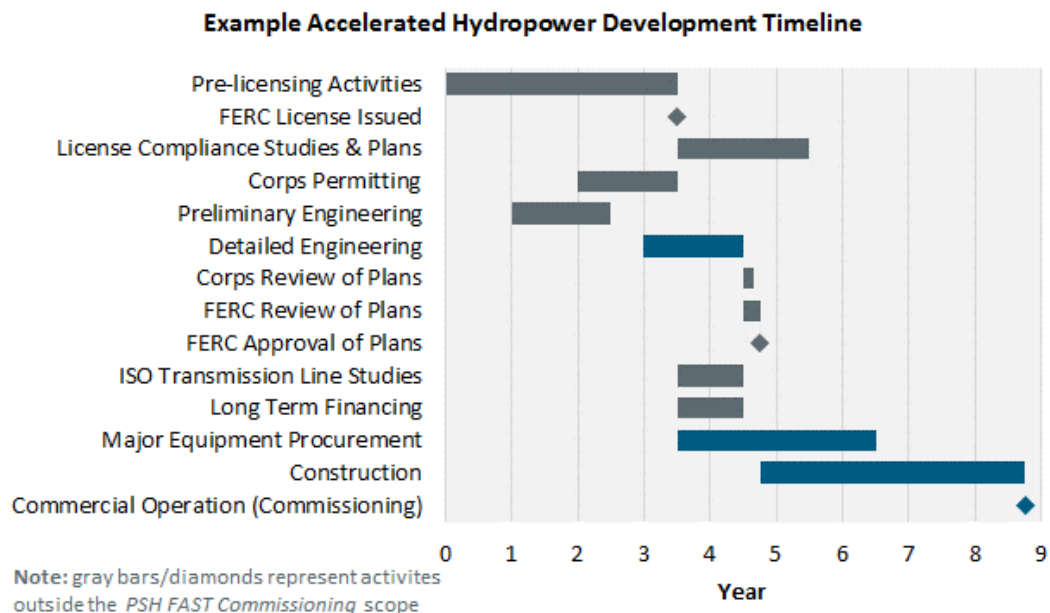 Example Accelerated Hydropower Development Timeline
Pre-licensing Activities
FERC License Issued
License Compliance Studies & Plans
Corps Permitting
Preliminary Engineering
Detailed Engineering
Corps Review of Plans
FERC Review of Plans
FERC Approval of Plans
ISO Transmission Line Studies
Long Term Financing
Major Equipment Procurement
Construction
Commercial Operation (Commissioning)
0 1 2 3 4 5 6 7 8 9
Year
Note: gray bars/diamonds represent activites
outside the PSH FAST Commissioning scope